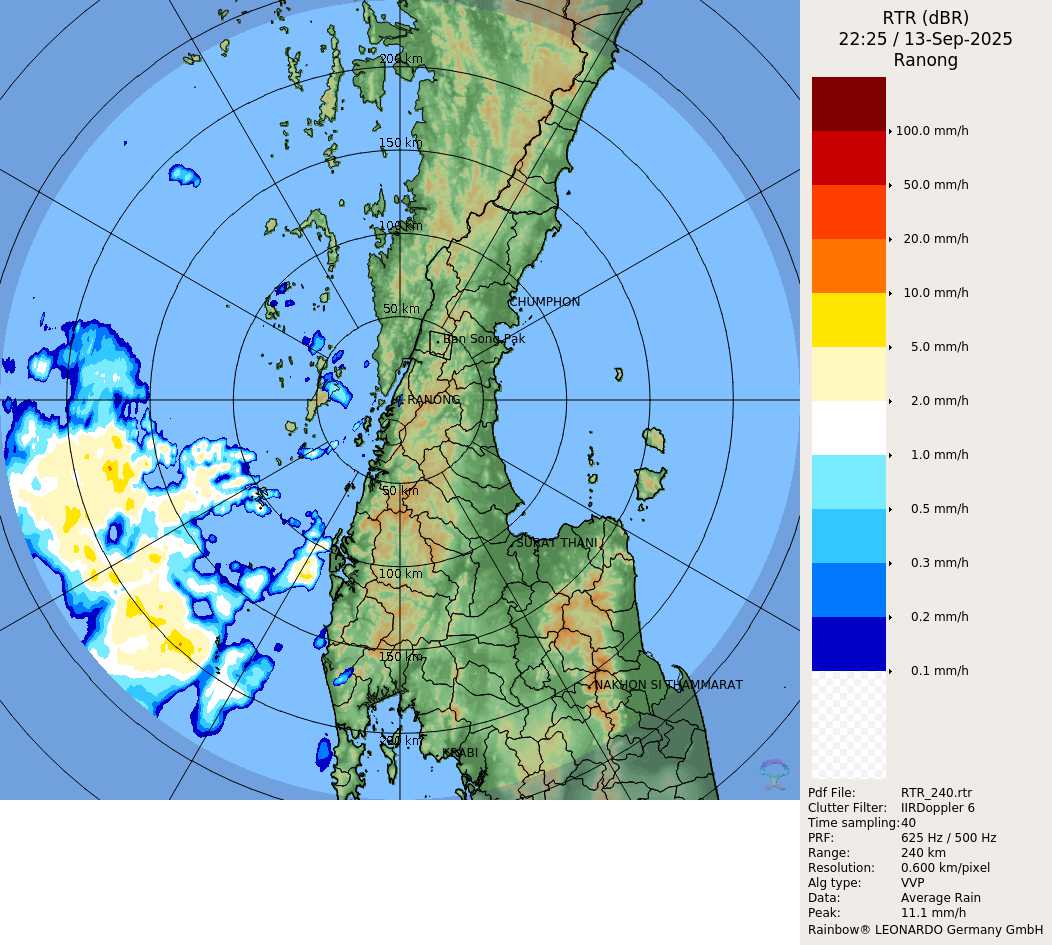 RTR (dBR)
22:25 / 13-Sep-2025
Ranong
200 km
150 km
100 km
50 km
CHUMPHON
Ban Song Pak
RANONG
50 km
SURAT THANI
100 km
150 km
NAKHON SI THAMMARAT
200 km
KRABI
100.0 mm/h
50.0 mm/h
20.0 mm/h
10.0 mm/h
5.0 mm/h
2.0 mm/h
1.0 mm/h
0.5 mm/h
0.3 mm/h
0.2 mm/h
0.1 mm/h
Pdf File: RTR_240.rtr
Clutter Filter: IIRDoppler 6
Time sampling:40
PRF: 625 Hz / 500 Hz
Range: 240 km
Resolution: 0.600 km/pixel
Alg type: VVP
Data: Average Rain
Peak: 11.1 mm/h
Rainbow® LEONARDO Germany GmbH